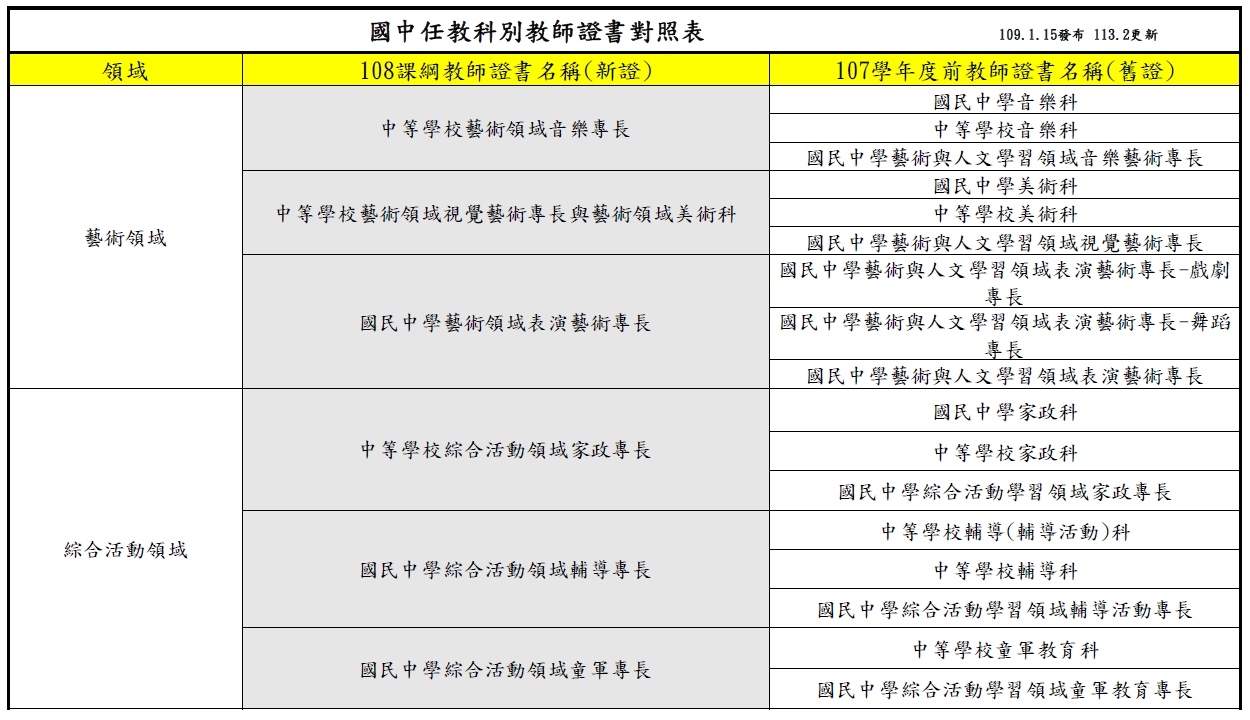 國中任教科別教師證書對照表 109.1.15發布 113.2更新
領域 108課綱教師證書名稱(新證) 107學年度前教師證書名稱(舊證)
藝術領域
中等學校藝術領域音樂專長
國民中學音樂科
中等學校音樂科
國民中學藝術與人文學習領域音樂藝術專長
中等學校藝術領域視覺藝術專長與藝術領域美術科
國民中學美術科
中等學校美術科
國民中學藝術與人文學習領域視覺藝術專長
國民中學藝術領域表演藝術專長
國民中學藝術與人文學習領域表演藝術專長-戲劇
專長
國民中學藝術與人文學習領域表演藝術專長-舞蹈
專長
國民中學藝術與人文學習領域表演藝術專長
綜合活動領域
中等學校綜合活動領域家政專長
國民中學家政科
中等學校家政科
國民中學綜合活動學習領域家政專長
國民中學綜合活動領域輔導專長
中等學校輔導(輔導活動)科
中等學校輔導科
國民中學綜合活動學習領域輔導活動專長
國民中學綜合活動領域童軍專長
中等學校童軍教育科
國民中學綜合活動學習領域童軍教育專長